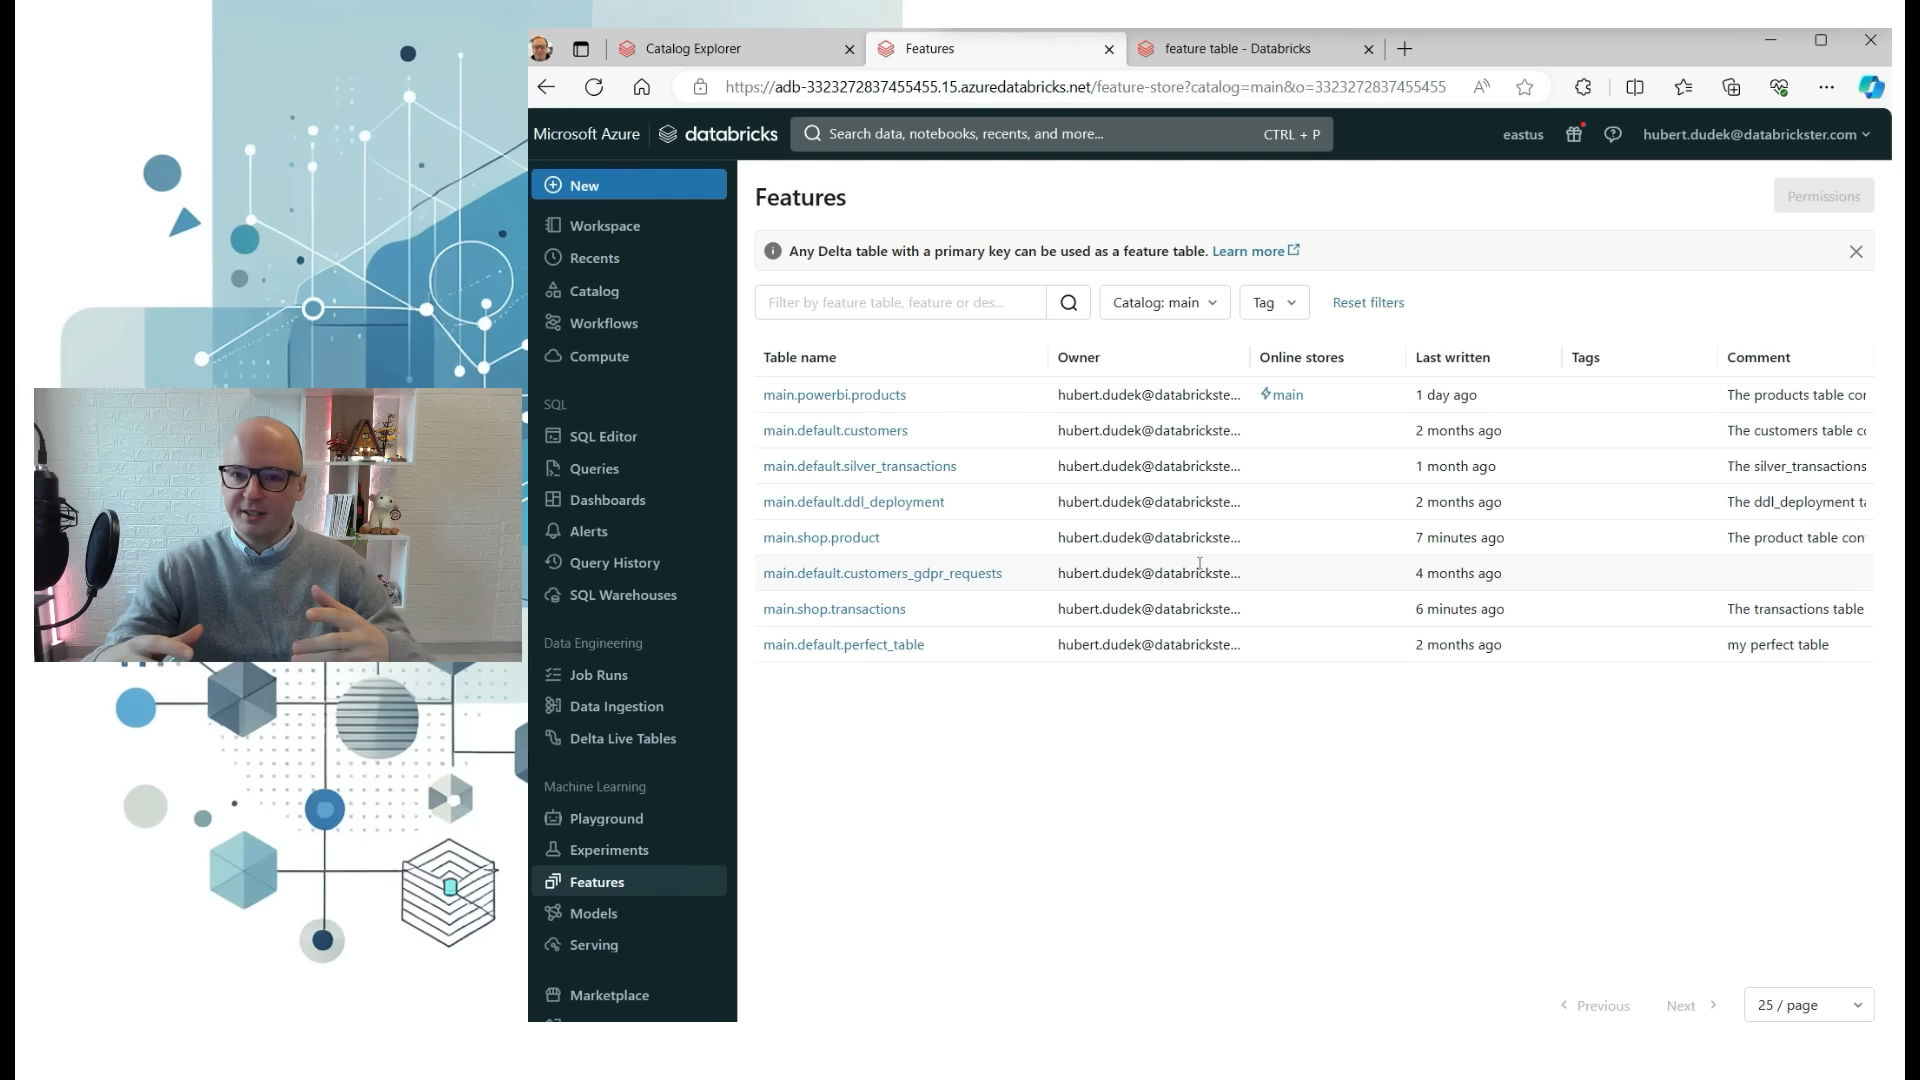 Catalog Explorer
Features
feature table - Databricks
https://adb-3323272837455455.15.azuredatabricks.net/feature-store?catalog=main&o=3323272837455455
Microsoft Azure
databricks
Search data, notebooks, recents, and more...
CTRL + P
eastus
hubert.dudek@databrickster.com
New
Workspace
Recents
Catalog
Workflows
Compute
SQL
SQL Editor
Queries
Dashboards
Alerts
Query History
SQL Warehouses
Data Engineering
Job Runs
Data Ingestion
Delta Live Tables
Machine Learning
Playground
Experiments
Features
Models
Serving
Marketplace
Features
Permissions
Any Delta table with a primary key can be used as a feature table. Learn more
Filter by feature table, feature or des...
Catalog: main
Tag
Reset filters
Table name Owner Online stores Last written Tags Comment
main.powerbi.products hubert.dudek@databrickste... main 1 day ago The products table cor
main.default.customers hubert.dudek@databrickste... 2 months ago The customers table cc
main.default.silver_transactions hubert.dudek@databrickste... 1 month ago The silver_transactions
main.default.ddl_deployment hubert.dudek@databrickste... 2 months ago The ddl_deployment ta
main.shop.product hubert.dudek@databrickste... 7 minutes ago The product table con
main.default.customers_gdpr_requests hubert.dudek@databrickste... 4 months ago
main.shop.transactions hubert.dudek@databrickste... 6 minutes ago The transactions table
main.default.perfect_table hubert.dudek@databrickste... 2 months ago my perfect table
Previous
Next
25 / page